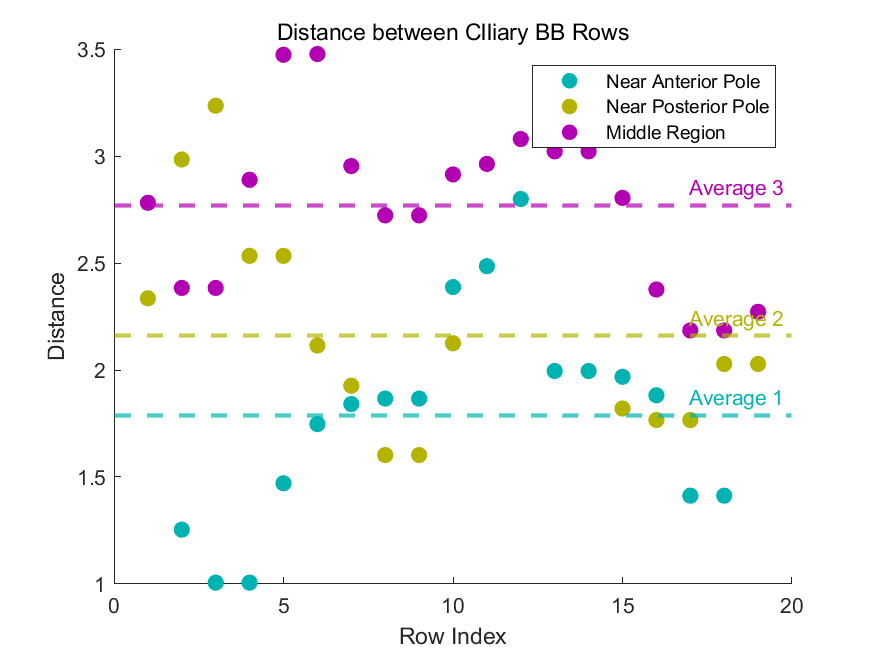 Distance between CIliary BB Rows
Near Anterior Pole
Near Posterior Pole
Middle Region
Average 3
Average 2
Average 1
Distance
3.5
3
2.5
2
1.5
1
0
5
10
15
20
Row Index